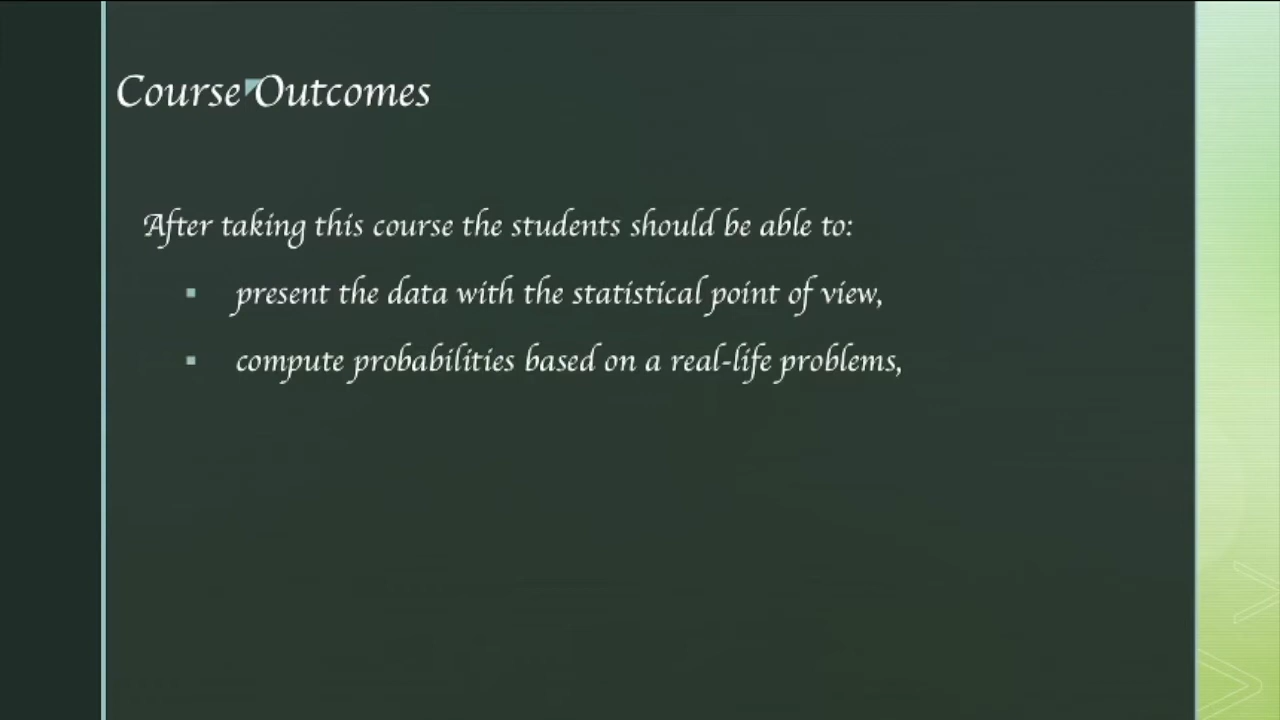 Course Outcomes
After taking this course the students should be able to:
▪ present the data with the statistical point of view,
▪ compute probabilities based on a real-life problems,